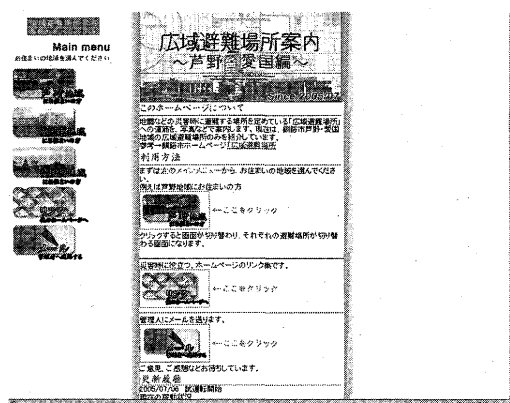 Main menu
お住まいの地域を選んでください
広域避難場所案内
～芦野・愛国編～
このホームページについて
地震などの災害時に避難する場所を定めている「広域避難場所」
への道筋を、写真などで案内します。現在は、釧路市芦野・愛国
地域の広域避難場所のみを紹介しています。
参考－釧路市ホームページ「広域避難場所
利用方法
まずは左のメインメニューから、お住まいの地域を選んでくださ
い。
例えば芦野地域にお住まいの方
←ここをクリック
クリックすると画面が切り替わり、それぞれの避難場所が切り替
わる画面になります。
災害時に役立つ、ホームページのリンク集です。
←ここをクリック
管理人にメールを送ります。
メール
←ここをクリック
ご意見、ご感想などお待ちしています。
更新履歴
2005/07/06 試運転開始
現在の運転状況